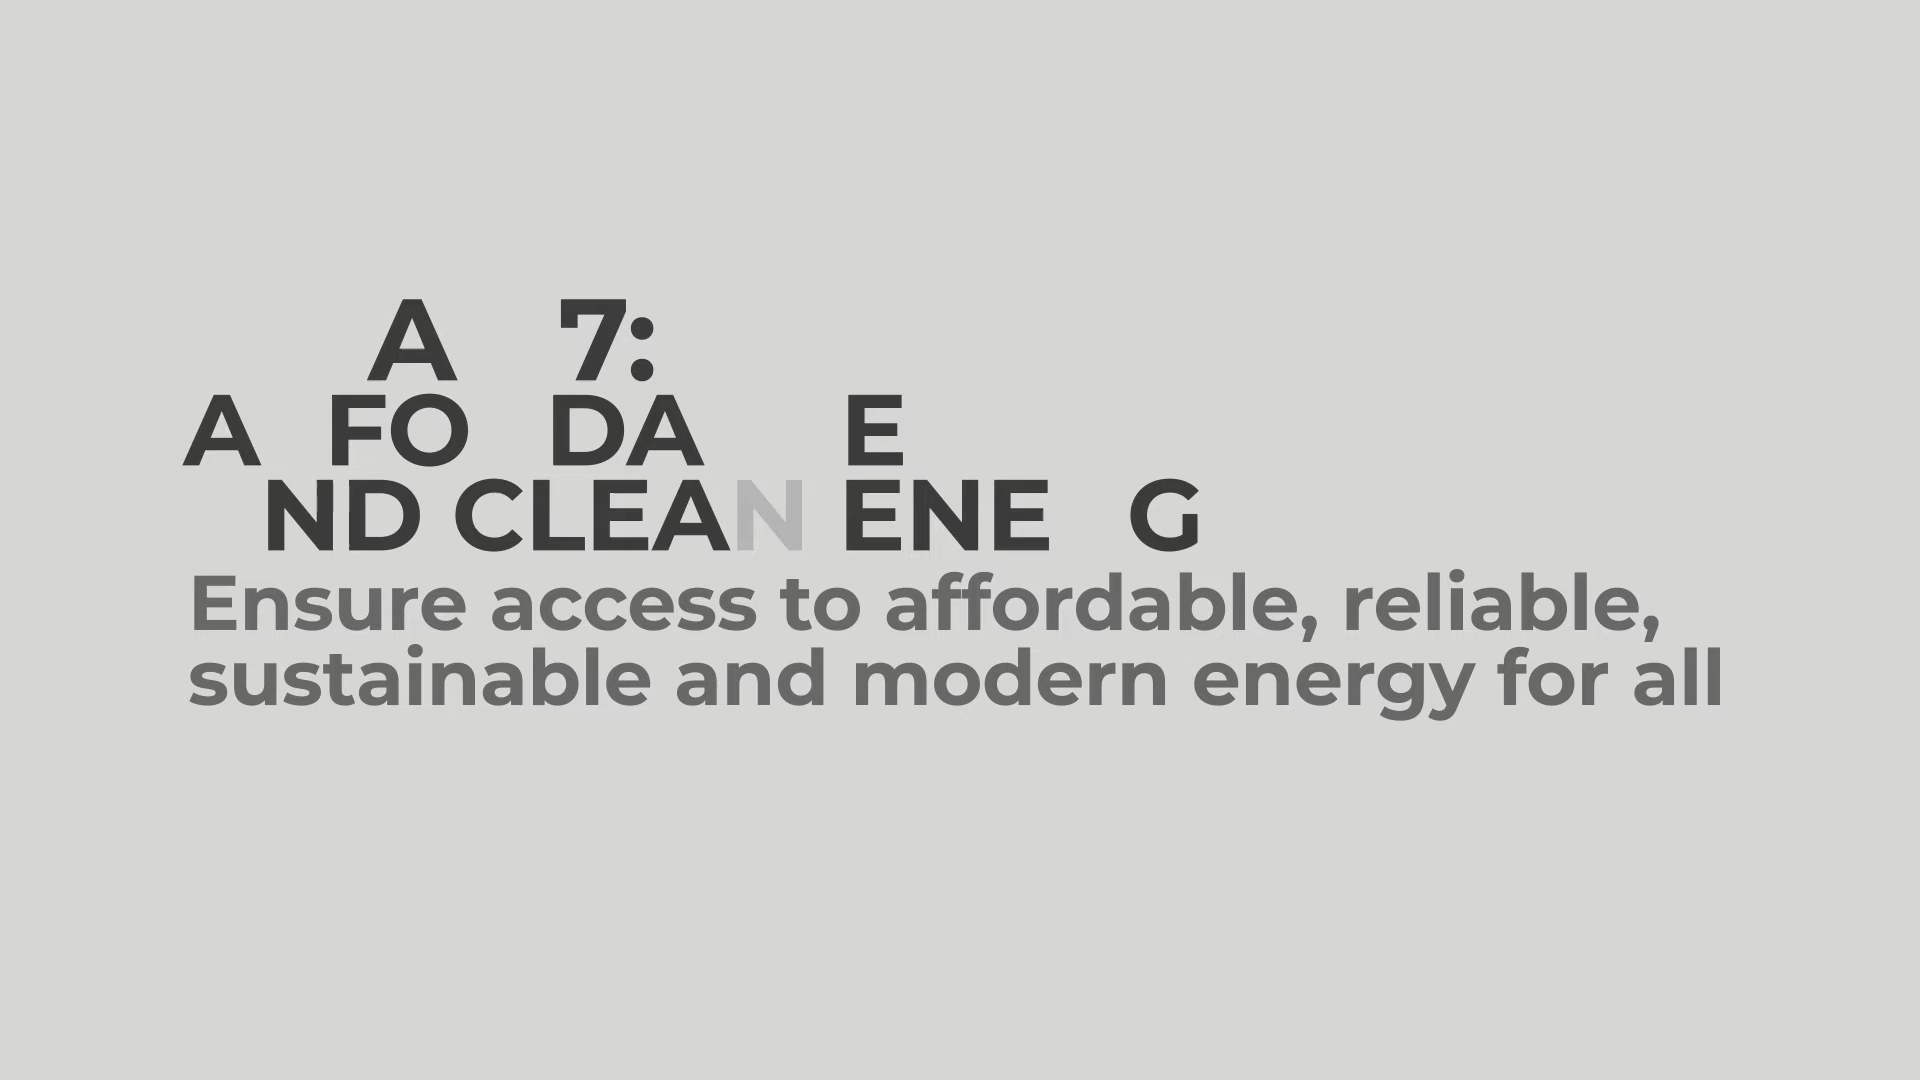 A 7:
A FO DA E
ND CLEAN ENE G
Ensure access to affordable, reliable,
sustainable and modern energy for all